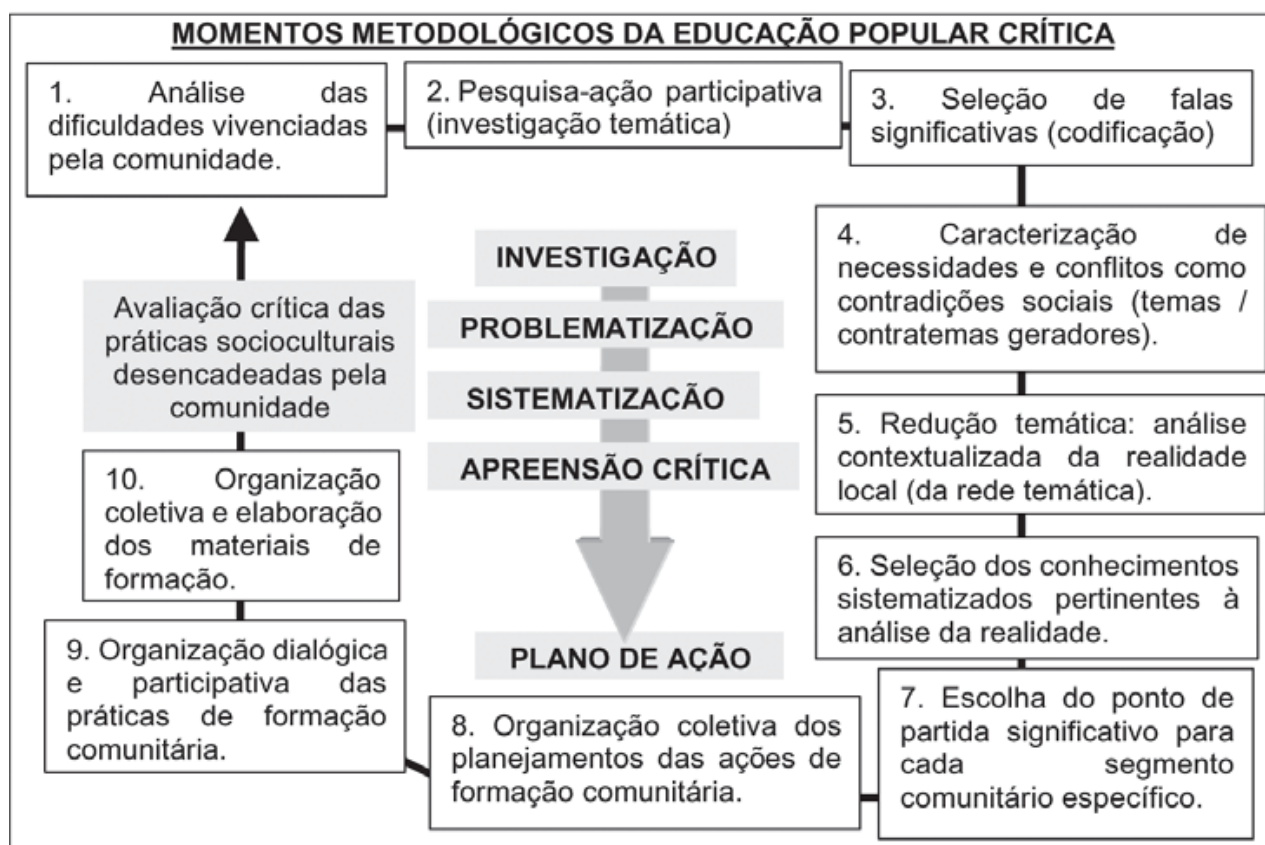 MOMENTOS METODOLÓGICOS DA EDUCAÇÃO POPULAR CRÍTICA
1. Análise das
dificuldades vivenciadas
pela comunidade.
2. Pesquisa-ação participativa
(investigação temática)
3. Seleção de falas
significativas (codificação)
4. Caracterização de
necessidades e conflitos como
contradições sociais (temas /
contratemas geradores).
5. Redução temática: análise
contextualizada da realidade
local (da rede temática).
6. Seleção dos conhecimentos
sistematizados pertinentes à
análise da realidade.
7. Escolha do ponto de
partida significativo para
cada segmento
comunitário específico.
8. Organização coletiva dos
planejamentos das ações de
formação comunitária.
9. Organização dialógica
e participativa das
práticas de formação
comunitária.
10. Organização
coletiva e elaboração
dos materiais de
formação.
Avaliação crítica das
práticas socioculturais
desencadeadas pela
comunidade
INVESTIGAÇÃO
PROBLEMATIZAÇÃO
SISTEMATIZAÇÃO
APREENSÃO CRÍTICA
PLANO DE AÇÃO